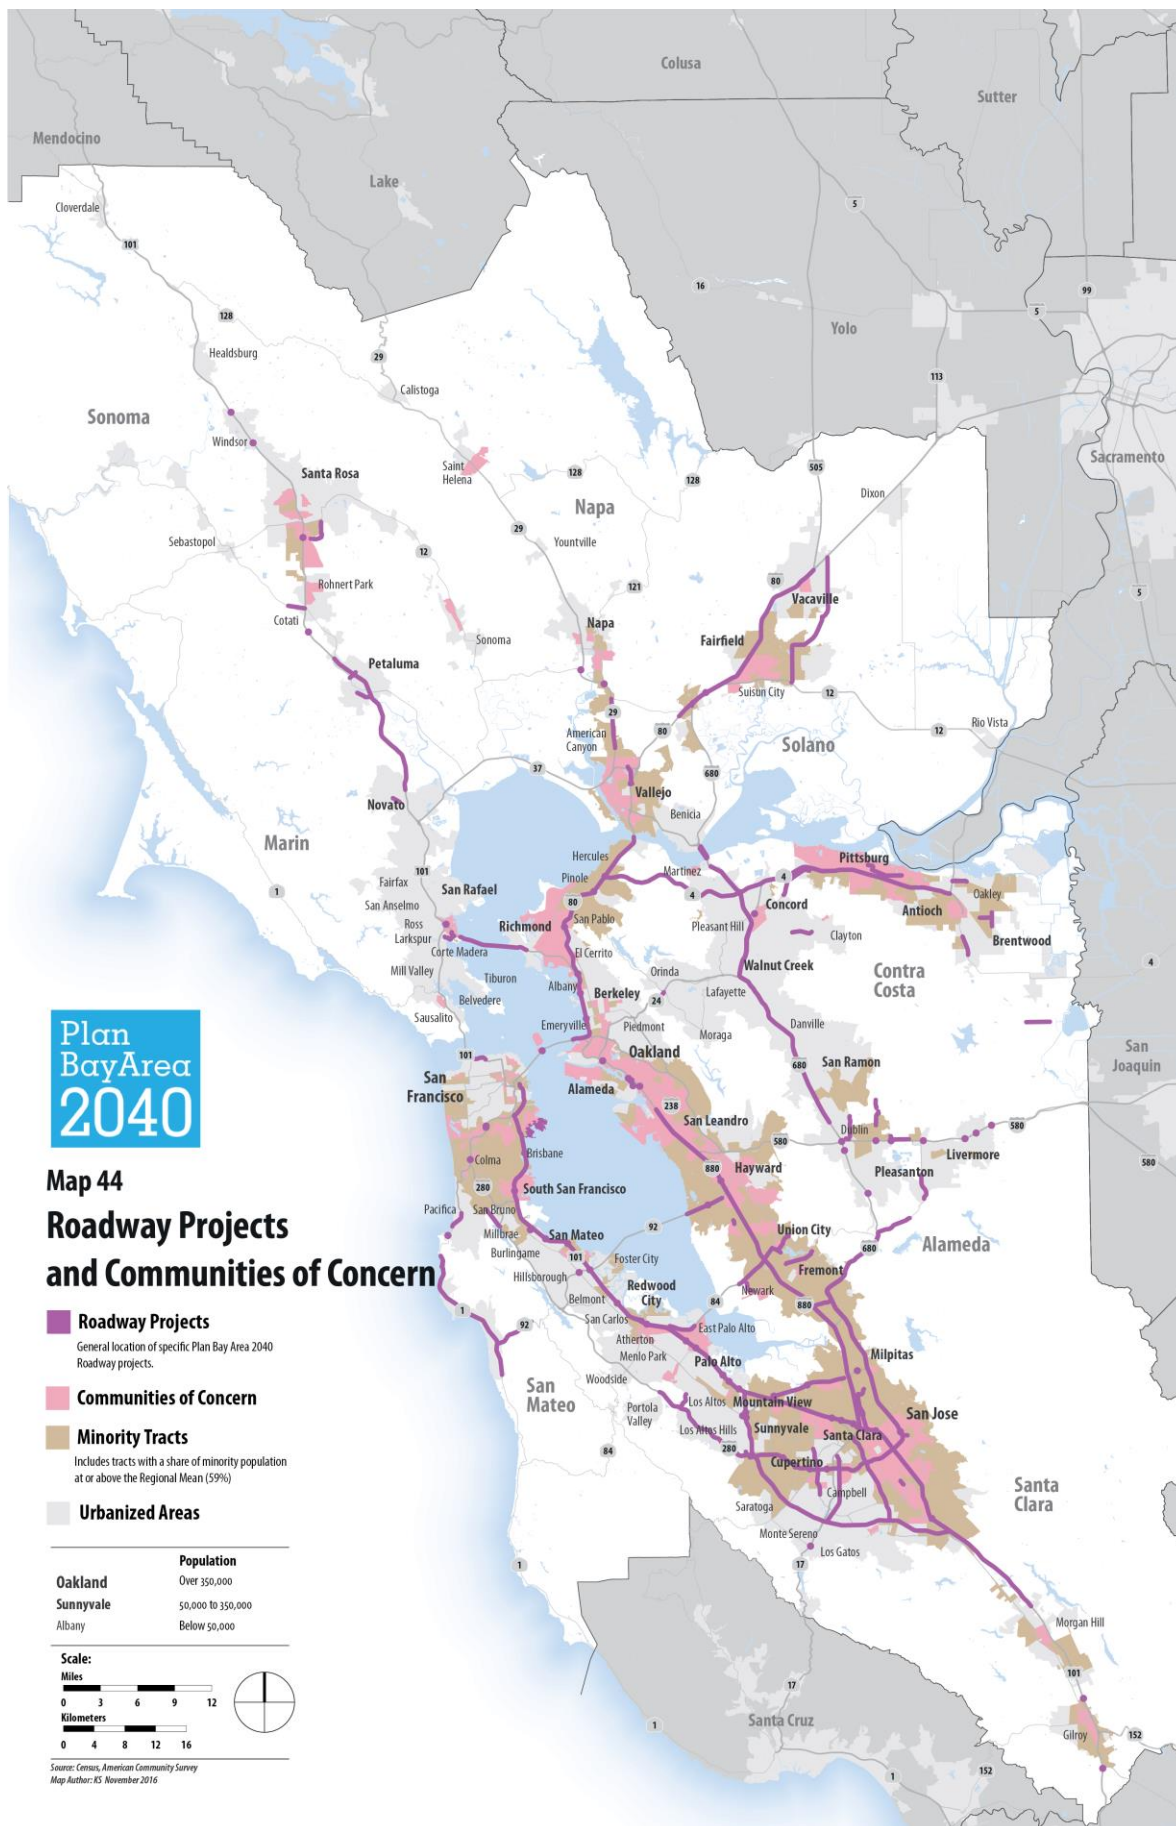 Colusa
Sutter
Mendocino
Lake
5
Cloverdale
101
16
99
5
128
Yolo
Healdsburg
29
113
Calistoga
Sonoma
Windsor
Santa Rosa
Saint
Helena
128
128
505
Sacramento
Napa
Dixon
29
Sebastopol
12
Yountville
80
121
5
Rohnert Park
Vacaville
Cotati
Napa
Fairfield
Sonoma
Petaluma
Suisun City
12
29
American
Canyon
80
12
Rio Vista
Solano
37
680
Vallejo
Novato
Benicia
Marin
Hercules
Pittsburg
101
Martinez
Pinole
4
Fairfax
San Rafael
1
80
4
Oakley
San Anselmo
Concord
Antioch
Ross
Richmond
San Pablo
Pleasant Hill
Larkspur
Clayton
Brentwood
Corte Madera
El Cerrito
4
Mill Valley
Tiburon
Orinda
Walnut Creek
Contra
Costa
Albany
Berkeley
Belvedere
24
Lafayette
Sausalito
Emeryville
Piedmont
Danville
Moraga
San
Joaquin
101
Oakland
San Ramon
680
San
Francisco
Alameda
238
San Leandro
580
Dublin
580
Livermore
Brisbane
Colma
880
Hayward
Pleasanton
580
280
South San Francisco
Pacifica
San Bruno
92
Union City
Millbrae
San Mateo
680
Alameda
Burlingame
101
Foster City
Fremont
Hillsborough
Redwood
City
Newark
Belmont
84
880
1
92
San Carlos
East Palo Alto
Atherton
Menlo Park
Milpitas
Palo Alto
Woodside
San
Mateo
Los Altos
Mountain View
San Jose
Portola
Valley
Los Altos Hills
Sunnyvale
Santa Clara
84
280
Cupertino
Santa
Clara
Campbell
Saratoga
Monte Sereno
Los Gatos
1
17
Morgan Hill
101
17
Santa Cruz
1
Gilroy
152
152
1
Plan
BayArea
2040
Map 44
Roadway Projects
and Communities of Concern
Roadway Projects
General location of specific Plan Bay Area 2040
Roadway projects.
Communities of Concern
Minority Tracts
Includes tracts with a share of minority population
at or above the Regional Mean (59%)
Urbanized Areas
Population
Oakland Over 350,000
Sunnyvale 50,000 to 350,000
Albany Below 50,000
Scale:
Miles
0 3 6 9 12
Kilometers
0 4 8 12 16
Source: Census, American Community Survey
Map Author: KS November 2016